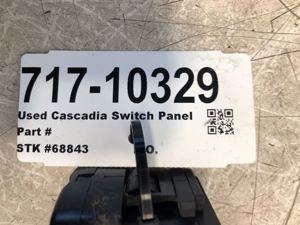 717-10329
Used Cascadia Switch Panel
Part #
STK #68843
O.